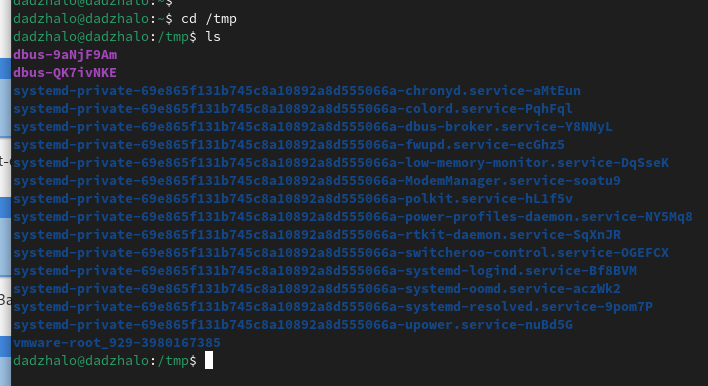 dadzhalo@dadzhalo:~$
dadzhalo@dadzhalo:~$ cd /tmp
dadzhalo@dadzhalo:/tmp$ ls
dbus-9aNjF9Am
dbus-QK7ivNKE
systemd-private-69e865f131b745c8a10892a8d555066a-chronyd.service-aMtEun
systemd-private-69e865f131b745c8a10892a8d555066a-colord.service-PqhFql
systemd-private-69e865f131b745c8a10892a8d555066a-dbus-broker.service-Y8NNyL
systemd-private-69e865f131b745c8a10892a8d555066a-fwupd.service-ecGhz5
systemd-private-69e865f131b745c8a10892a8d555066a-low-memory-monitor.service-DqSseK
systemd-private-69e865f131b745c8a10892a8d555066a-ModemManager.service-soatu9
systemd-private-69e865f131b745c8a10892a8d555066a-polkit.service-hL1f5v
systemd-private-69e865f131b745c8a10892a8d555066a-power-profiles-daemon.service-NY5Mq8
systemd-private-69e865f131b745c8a10892a8d555066a-rtkit-daemon.service-SqXnJR
systemd-private-69e865f131b745c8a10892a8d555066a-switcheroo-control.service-OGEFCX
systemd-private-69e865f131b745c8a10892a8d555066a-systemd-logind.service-Bf8BVM
systemd-private-69e865f131b745c8a10892a8d555066a-systemd-oomd.service-aczWk2
systemd-private-69e865f131b745c8a10892a8d555066a-systemd-resolved.service-9pom7P
systemd-private-69e865f131b745c8a10892a8d555066a-upower.service-nuBd5G
vmware-root_929-3980167385
dadzhalo@dadzhalo:/tmp$